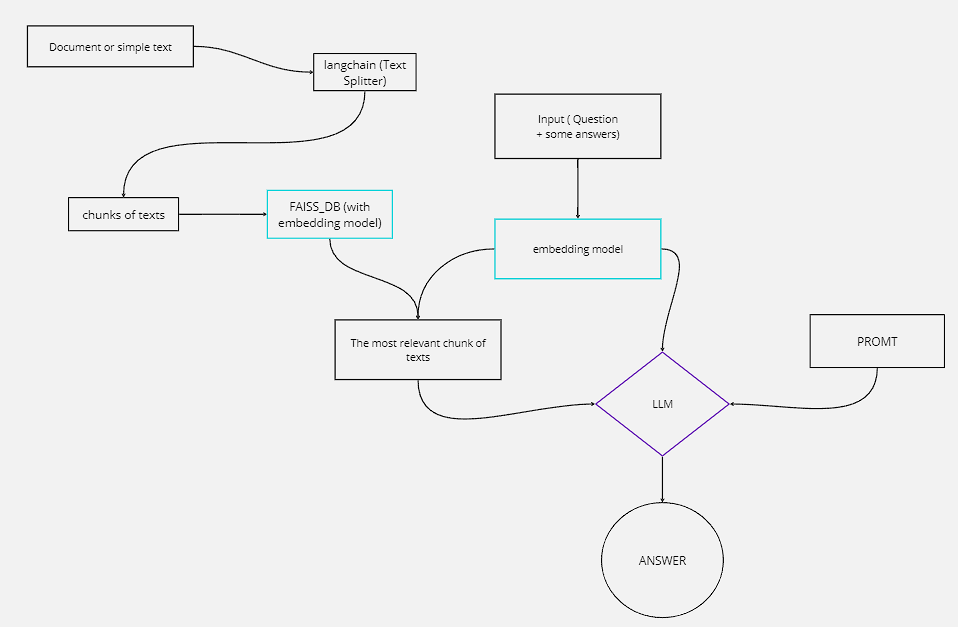 Document or simple text
langchain (Text
Splitter)
Input ( Question
+ some answers)
chunks of texts
FAISS_DB (with
embedding model)
embedding model
The most relevant chunk of
texts
PROMT
LLM
ANSWER